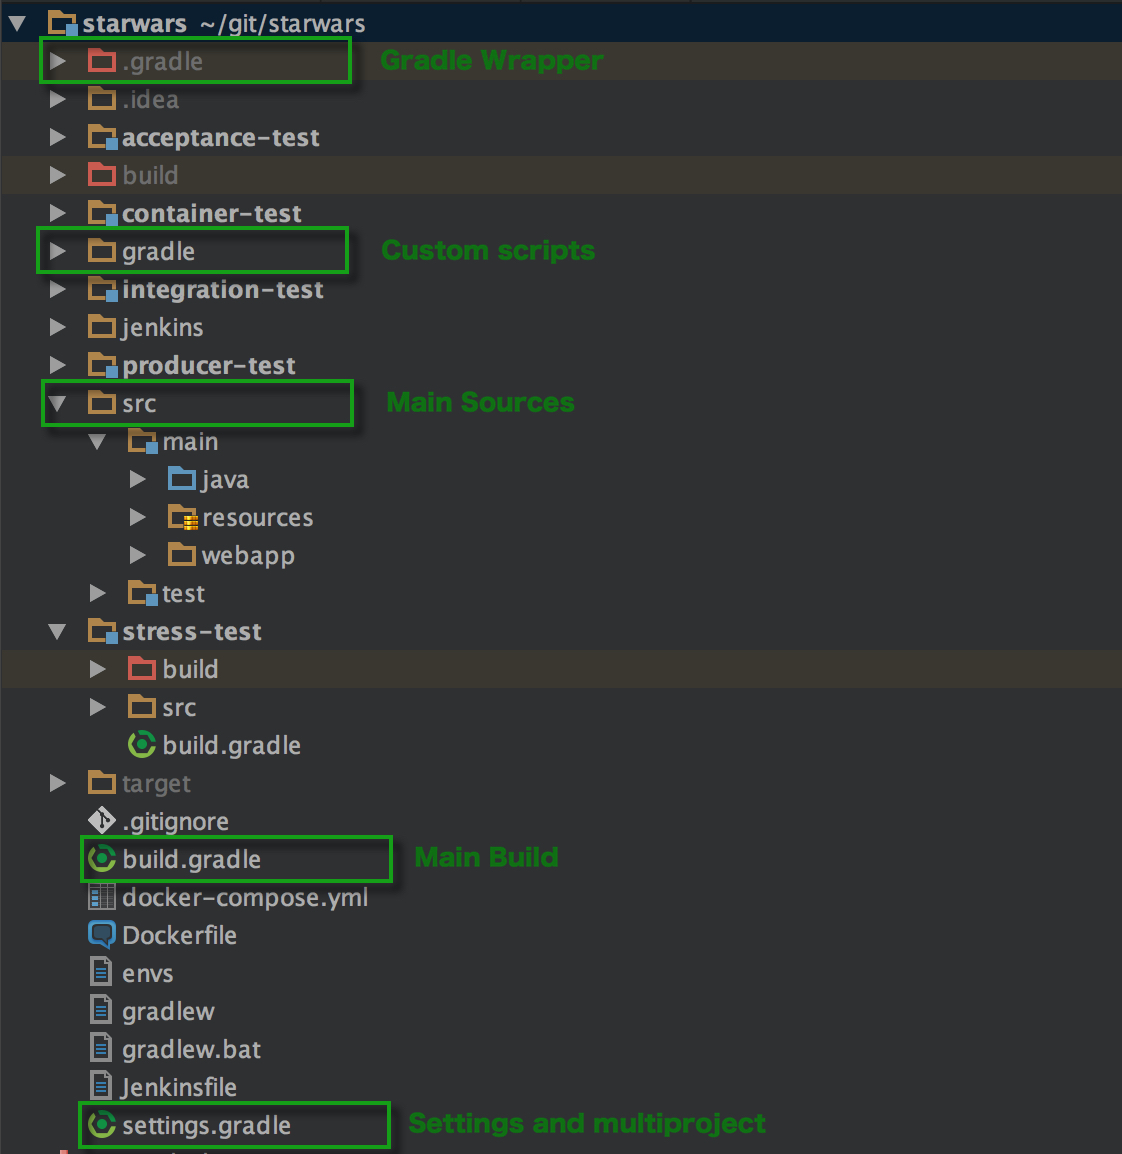 starwars ~/git/starwars
.gradle Gradle Wrapper
.idea
acceptance-test
build
container-test
gradle Custom scripts
integration-test
jenkins
producer-test
src Main Sources
main
java
resources
webapp
test
stress-test
build
src
build.gradle
target
.gitignore
build.gradle Main Build
docker-compose.yml
Dockerfile
envs
gradlew
gradlew.bat
Jenkinsfile
settings.gradle Settings and multiproject